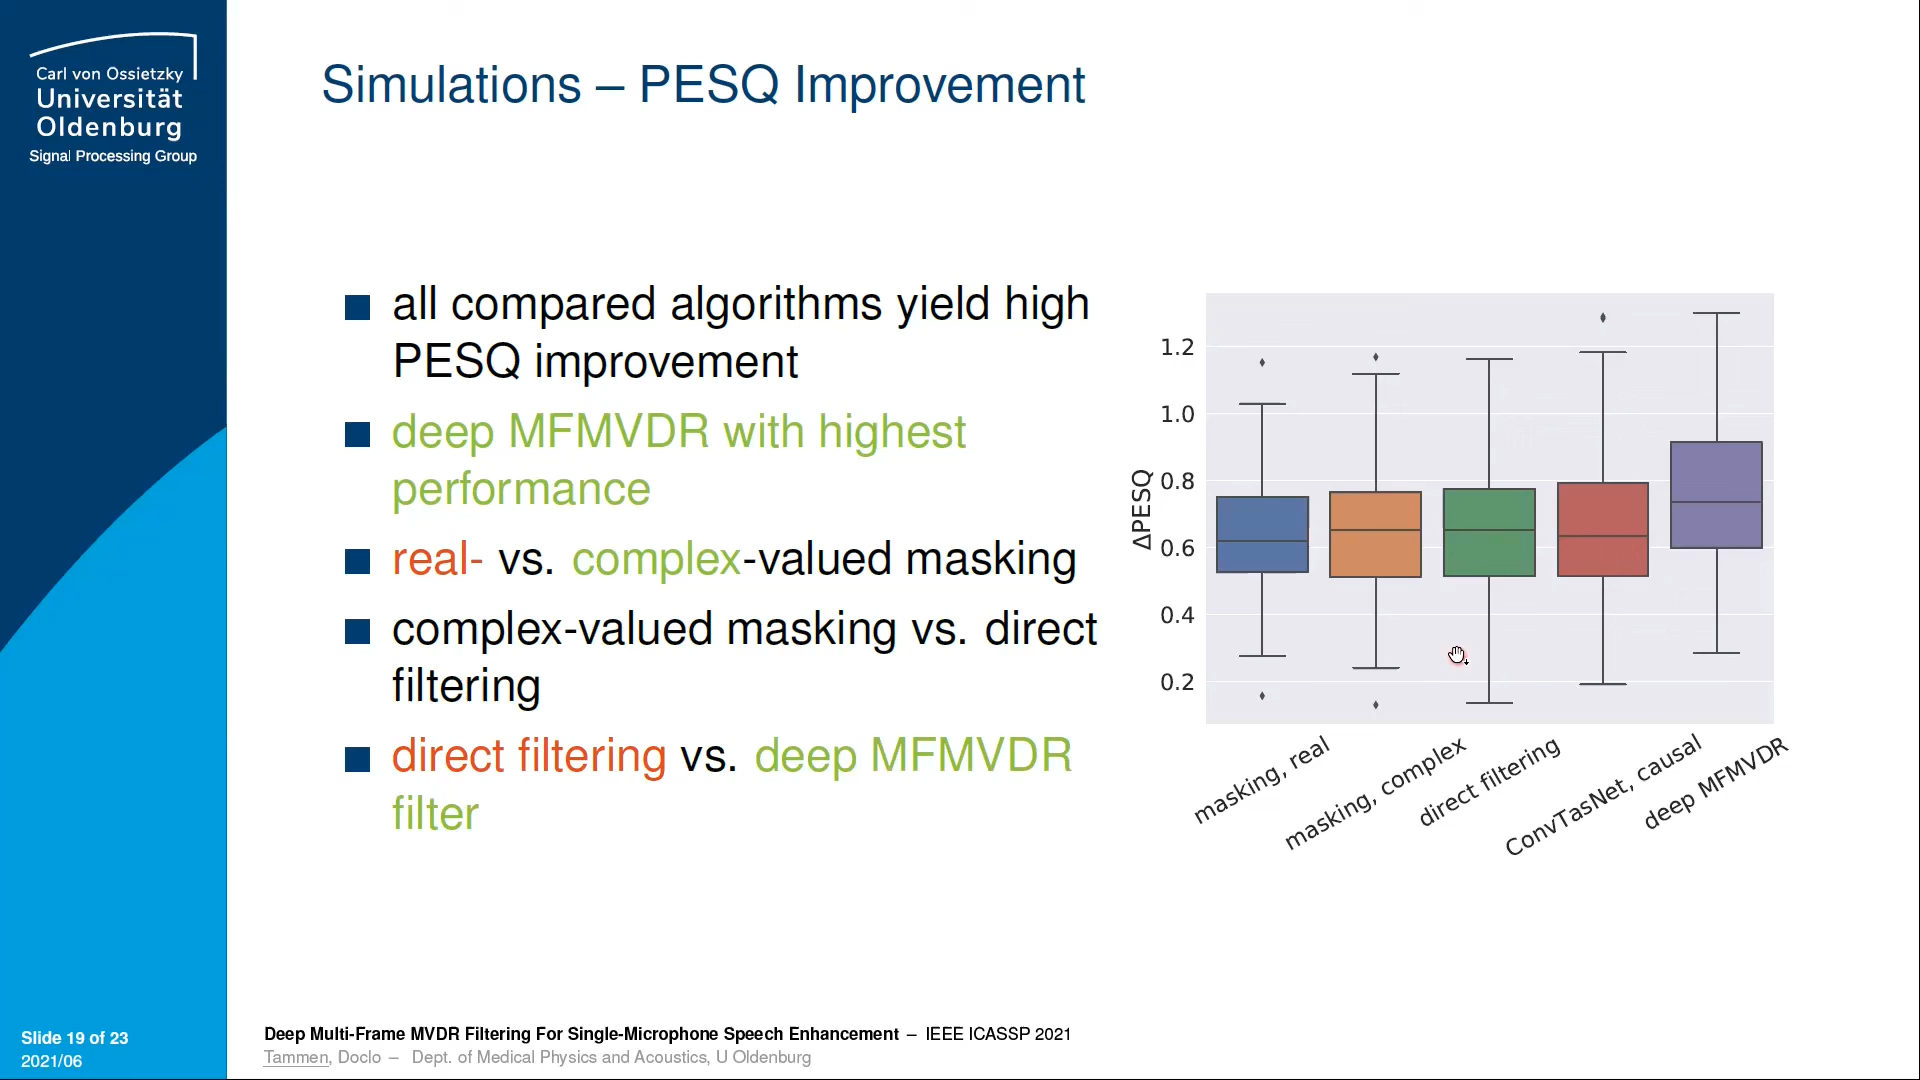 Carl von Ossietzky
Universität
Oldenburg
Signal Processing Group
Simulations – PESQ Improvement
all compared algorithms yield high
PESQ improvement
deep MFMVDR with highest
performance
real- vs. complex-valued masking
complex-valued masking vs. direct
filtering
direct filtering vs. deep MFMVDR
filter
ΔPESQ
1.2
1.0
0.8
0.6
0.4
0.2
masking, real
masking, complex
direct filtering
ConvTasNet, causal
deep MFMVDR
Slide 19 of 23
2021/06
Deep Multi-Frame MVDR Filtering For Single-Microphone Speech Enhancement – IEEE ICASSP 2021
Tammen, Doclo – Dept. of Medical Physics and Acoustics, U Oldenburg